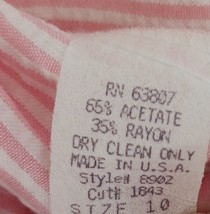 RN 63807
65% ACETATE
35% RAYON
DRY CLEAN ONLY
MADE IN U.S.A.
Style# 8902
Cut# 1843
SIZE 10